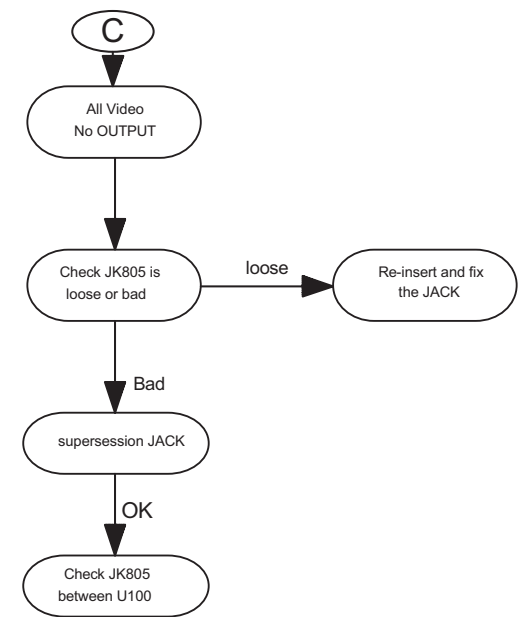 C
All Video
No OUTPUT
Check JK805 is
loose or bad
loose
Re-insert and fix
the JACK
Bad
supersession JACK
OK
Check JK805
between U100